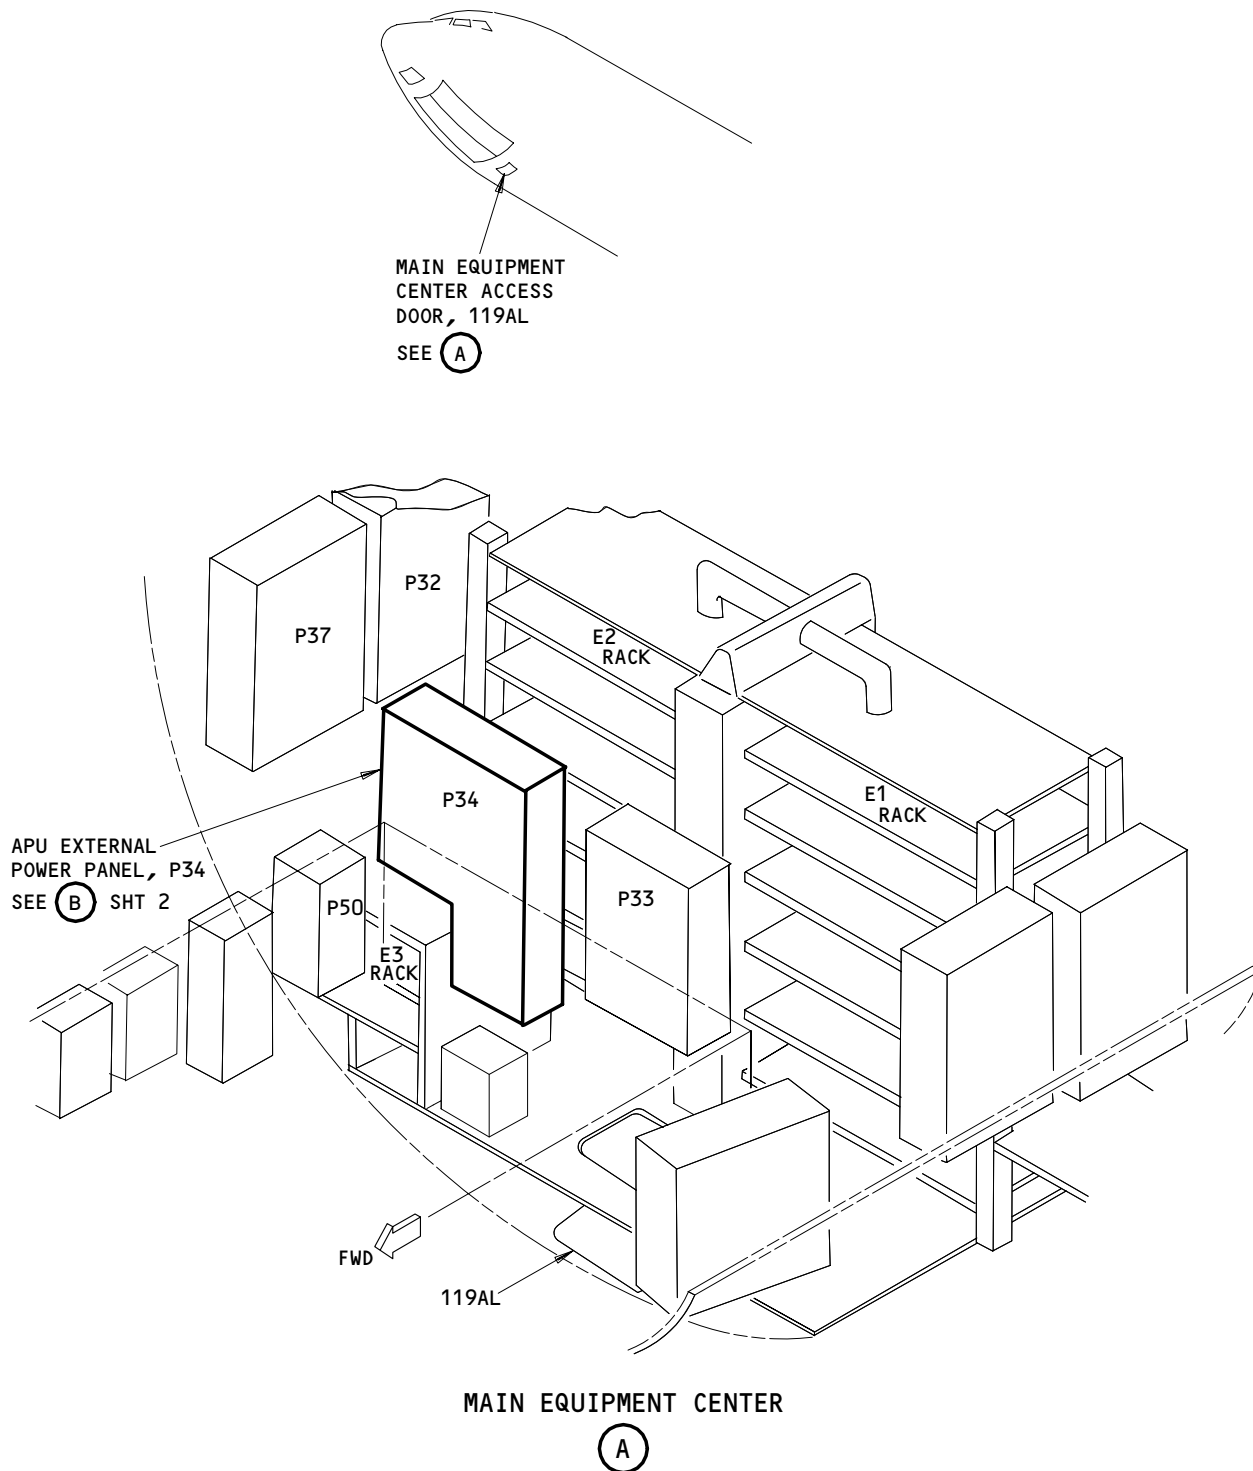 MAIN EQUIPMENT
CENTER ACCESS
DOOR, 119AL
SEE A
P32
P37
E2
RACK
P34
E1
RACK
APU EXTERNAL
POWER PANEL, P34
SEE B SHT 2
P50
P33
E3
RACK
FWD
119AL
MAIN EQUIPMENT CENTER
A